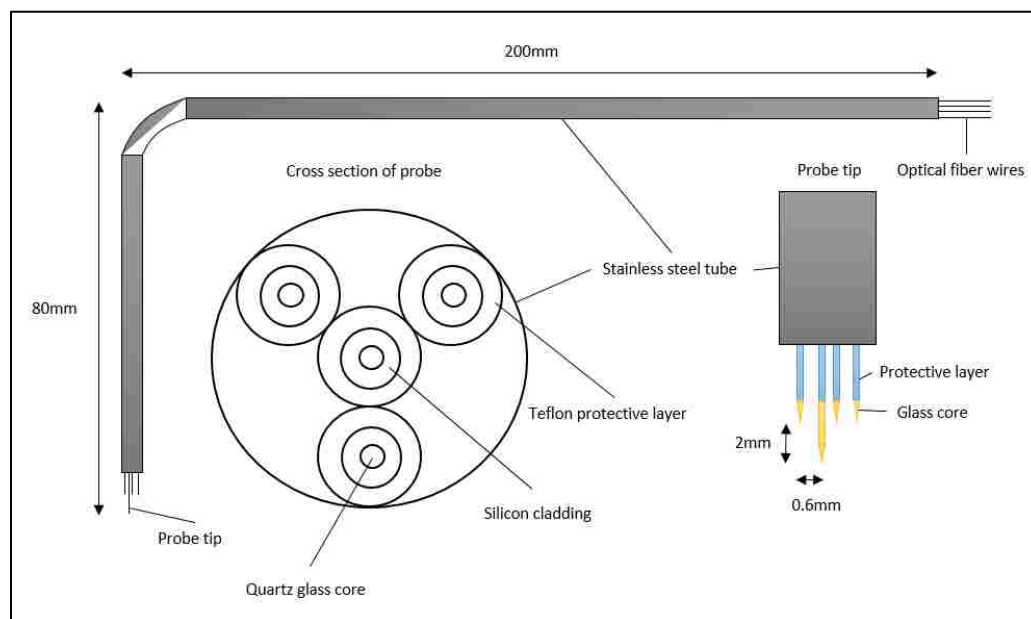 200mm
Optical fiber wires
Cross section of probe
Probe tip
Stainless steel tube
80mm
Protective layer
Teflon protective layer
Glass core
2mm
0.6mm
Silicon cladding
Probe tip
Quartz glass core